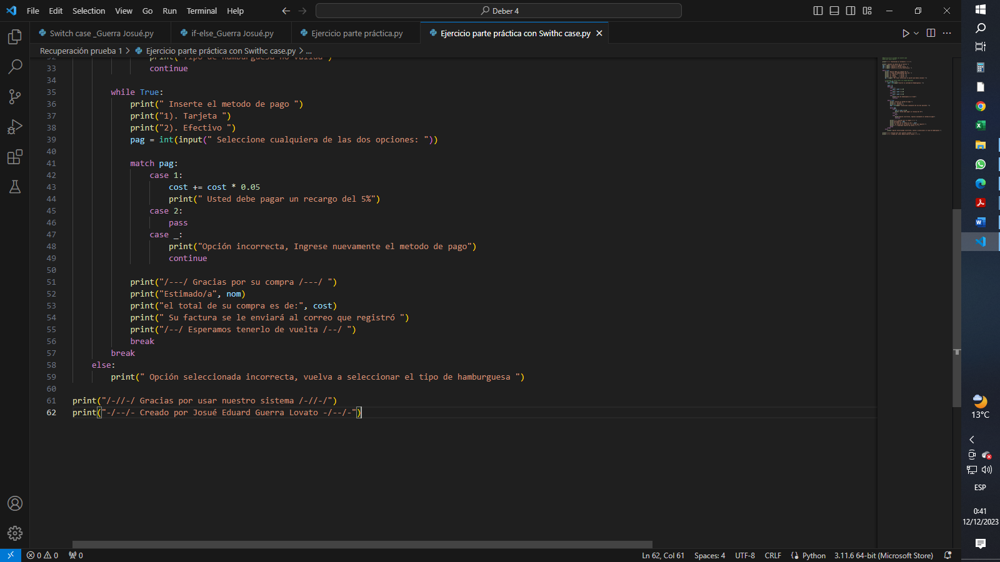 File Edit Selection View Go Run Terminal Help
Deber 4
Switch case _Guerra Josué.py
if-else_Guerra Josué.py
Ejercicio parte práctica.py
Ejercicio parte práctica con Swithc case.py
Recuperación prueba 1 > Ejercicio parte práctica con Swithc case.py > ...
33 continue
34
35 while True:
36 print(" Inserte el metodo de pago ")
37 print("1). Tarjeta ")
38 print("2). Efectivo ")
39 pag = int(input(" Seleccione cualquiera de las dos opciones: "))
40
41 match pag:
42 case 1:
43 cost += cost * 0.05
44 print(" Usted debe pagar un recargo del 5%")
45 case 2:
46 pass
47 case _:
48 print("Opción incorrecta, Ingrese nuevamente el metodo de pago")
49 continue
50
51 print("/---/ Gracias por su compra /---/ ")
52 print("Estimado/a", nom)
53 print("el total de su compra es de:", cost)
54 print(" Su factura se le enviará al correo que registró ")
55 print("/--/ Esperamos tenerlo de vuelta /--/ ")
56 break
57 break
58 else:
59 print(" Opción seleccionada incorrecta, vuelva a seleccionar el tipo de hamburguesa ")
60
61 print("/-//-/ Gracias por usar nuestro sistema /-//-/")
62 print("-/--/- Creado por Josué Eduard Guerra Lovato -/--/-")
13°C
ESP
0:41
12/12/2023
0 0 0
Ln 62, Col 61 Spaces: 4 UTF-8 CRLF Python 3.11.6 64-bit (Microsoft Store)